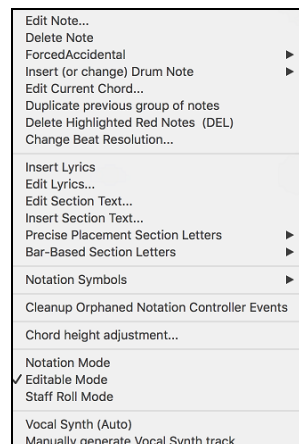 Edit Note...
Delete Note
ForcedAccidental
Insert (or change) Drum Note
Edit Current Chord...
Duplicate previous group of notes
Delete Highlighted Red Notes (DEL)
Change Beat Resolution...
Insert Lyrics
Edit Lyrics...
Edit Section Text...
Insert Section Text...
Precise Placement Section Letters
Bar-Based Section Letters
Notation Symbols
Cleanup Orphaned Notation Controller Events
Chord height adjustment...
Notation Mode
✓ Editable Mode
Staff Roll Mode
Vocal Synth (Auto)
Manually generate Vocal Synth track